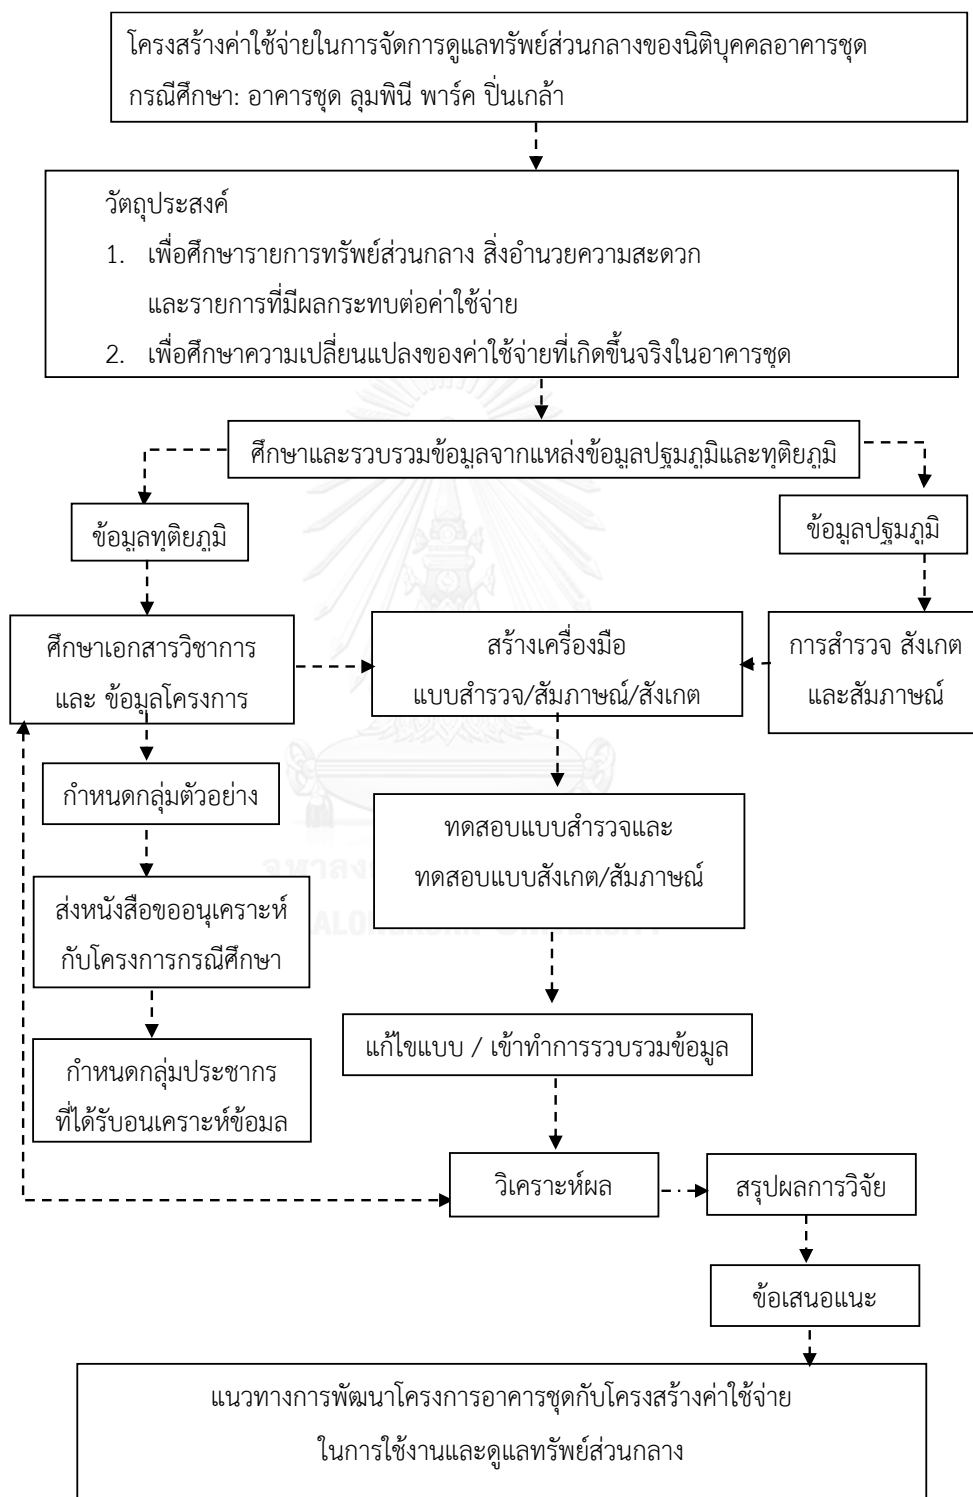 โครงสร้างค่าใช้จ่ายในการจัดการดูแลทรัพย์ส่วนกลางของนิติบุคคลอาคารชุด
กรณีศึกษา: อาคารชุด ลุมพินี พาร์ค ปิ่นเกล้า
วัตถุประสงค์
1. เพื่อศึกษารายการทรัพย์ส่วนกลาง สิ่งอำนวยความสะดวก
และรายการที่มีผลกระทบต่อค่าใช้จ่าย
2. เพื่อศึกษาความเปลี่ยนแปลงของค่าใช้จ่ายที่เกิดขึ้นจริงในอาคารชุด
ศึกษาและรวบรวมข้อมูลจากแหล่งข้อมูลปฐมภูมิและทุติยภูมิ
ข้อมูลทุติยภูมิ
ข้อมูลปฐมภูมิ
ศึกษาเอกสารวิชาการ
และ ข้อมูลโครงการ
สร้างเครื่องมือ
แบบสำรวจ/สัมภาษณ์/สังเกต
การสำรวจ สังเกต
และสัมภาษณ์
กำหนดกลุ่มตัวอย่าง
ทดสอบแบบสำรวจและ
ทดสอบแบบสังเกต/สัมภาษณ์
ส่งหนังสือขออนุเคราะห์
กับโครงการกรณีศึกษา
กำหนดกลุ่มประชากร
ที่ได้รับอนเคราะห์ข้อมล
แก้ไขแบบ / เข้าทำการรวบรวมข้อมูล
วิเคราะห์ผล
สรุปผลการวิจัย
ข้อเสนอแนะ
แนวทางการพัฒนาโครงการอาคารชุดกับโครงสร้างค่าใช้จ่าย
ในการใช้งานและดูแลทรัพย์ส่วนกลาง